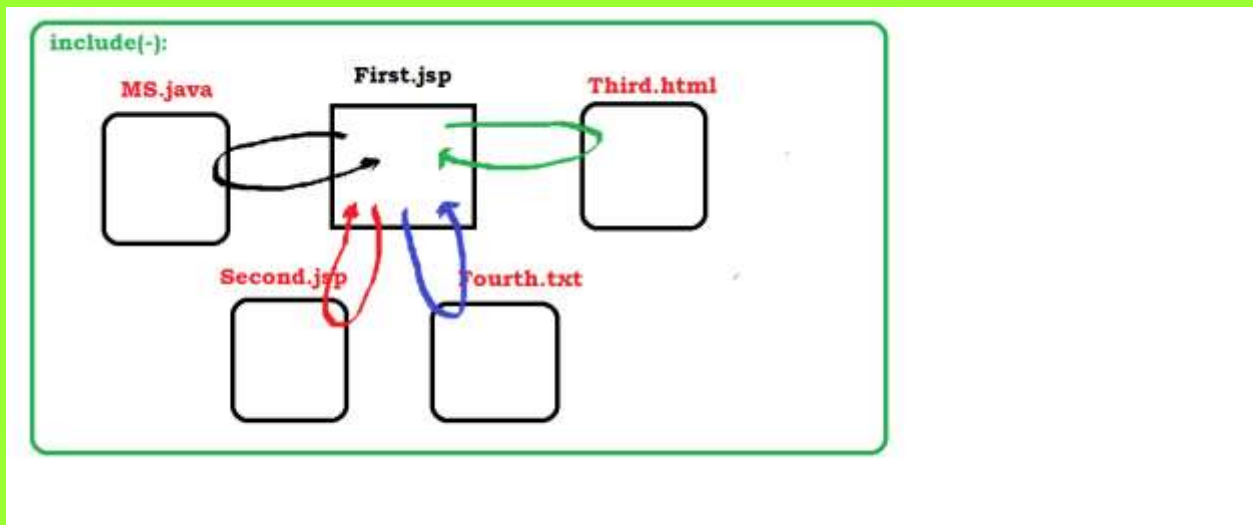 include(-):
First.jsp
MS.java
Third.html
Second.jsp
Fourth.txt